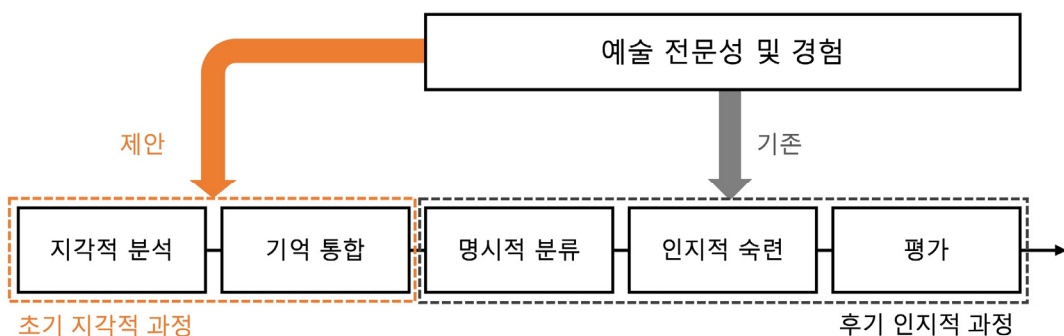 예술 전문성 및 경험
제안
기존
지각적 분석
기억 통합
명시적 분류
인지적 숙련
평가
초기 지각적 과정
후기 인지적 과정